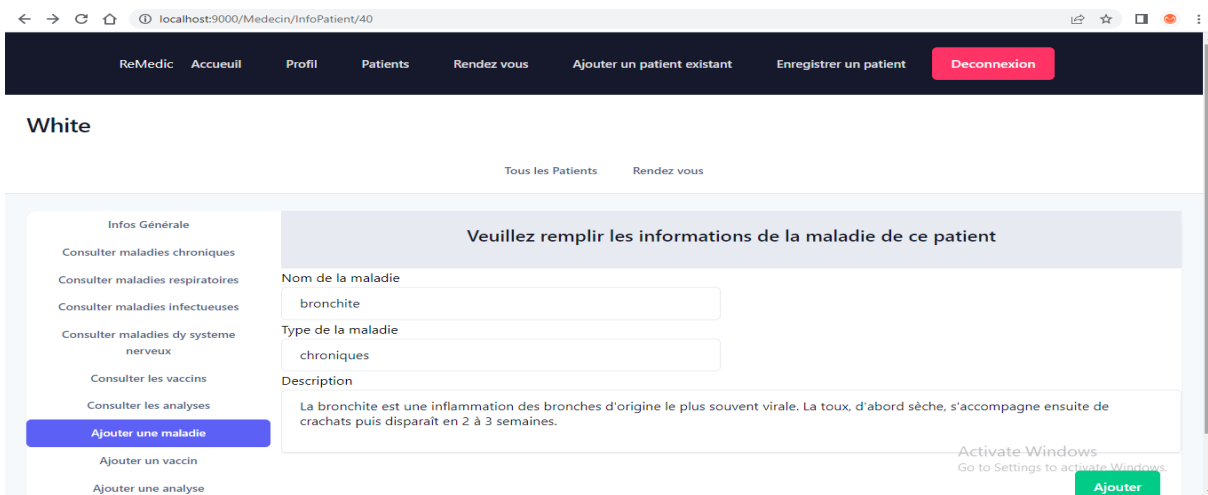 localhost:9000/Medecin/InfoPatient/40
ReMedic Accueuil Profil Patients Rendez vous Ajouter un patient existant Enregistrer un patient Deconnexion
White
Tous les Patients Rendez vous
Infos Générale
Consulter maladies chroniques
Consulter maladies respiratoires
Consulter maladies infectueuses
Consulter maladies dy systeme
nerveux
Consulter les vaccins
Consulter les analyses
Ajouter une maladie
Ajouter un vaccin
Ajouter une analyse
Veuillez remplir les informations de la maladie de ce patient
Nom de la maladie
bronchite
Type de la maladie
chroniques
Description
La bronchite est une inflammation des bronches d'origine le plus souvent virale. La toux, d'abord sèche, s'accompagne ensuite de
crachats puis disparaît en 2 à 3 semaines.
Activate Windows
Go to Settings to activate Windows.
Ajouter